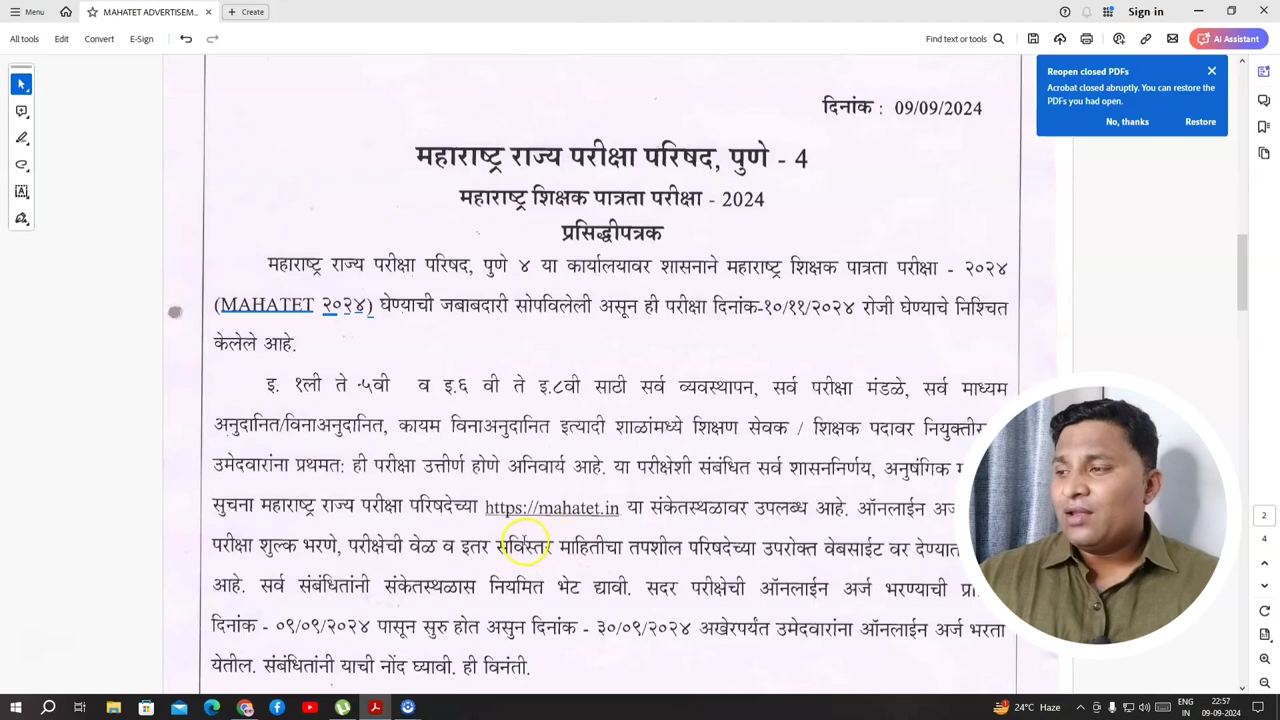 Menu
MAHATET ADVERTISEM...
Create
Sign in
All tools
Edit
Convert
E-Sign
Find text or tools
AI Assistant
Reopen closed PDFs
Acrobat closed abruptly. You can restore the
PDFs you had open.
No, thanks
Restore
दिनांक : 09/09/2024
महाराष्ट्र राज्य परीक्षा परिषद, पुणे - 4
महाराष्ट्र शिक्षक पात्रता परीक्षा - 2024
प्रसिद्धीपत्रक
महाराष्ट्र राज्य परीक्षा परिषद, पुणे ४ या कार्यालयावर शासनाने महाराष्ट्र शिक्षक पात्रता परीक्षा - २०२४
(MAHATET २०२४) घेण्याची जबाबदारी सोपविलेली असून ही परीक्षा दिनांक-१०/११/२०२४ रोजी घेण्याचे निश्चित
केलेले आहे.
इ. १ली ते ५वी व इ.६ वी ते इ.८वी साठी सर्व व्यवस्थापन, सर्व परीक्षा मंडळे, सर्व माध्यम
अनुदानित/विनाअनुदानित, कायम विनाअनुदानित इत्यादी शाळांमध्ये शिक्षण सेवक / शिक्षक पदावर
उमेदवारांना प्रथमत: ही परीक्षा उत्तीर्ण होणे अनिवार्य आहे. या परीक्षेशी संबंधित सर्व शासननिर्णय, अनुषंगिक
सुचना महाराष्ट्र राज्य परीक्षा परिषदेच्या https://mahatet.in या संकेतस्थळावर उपलब्ध आहे. ऑनलाईन
परीक्षा शुल्क भरणे, परीक्षेची वेळ व इतर सविस्तर माहितीचा तपशील परिषदेच्या उपरोक्त वेबसाईट वर
आहे. सर्व संबंधितांनी संकेतस्थळास नियमित भेट द्यावी. सदर परीक्षेची ऑनलाईन अर्ज भरण्याची
दिनांक - ०९/०९/२०२४ पासून सुरु होत असुन दिनांक - ३०/०९/२०२४ अखेरपर्यंत उमेदवारांना ऑनलाईन अर्ज भरता
येतील. संबंधितांनी याची नोंद घ्यावी. ही विनंती.
2
4
24°C Haze
ENG
IN
22:57
09-09-2024